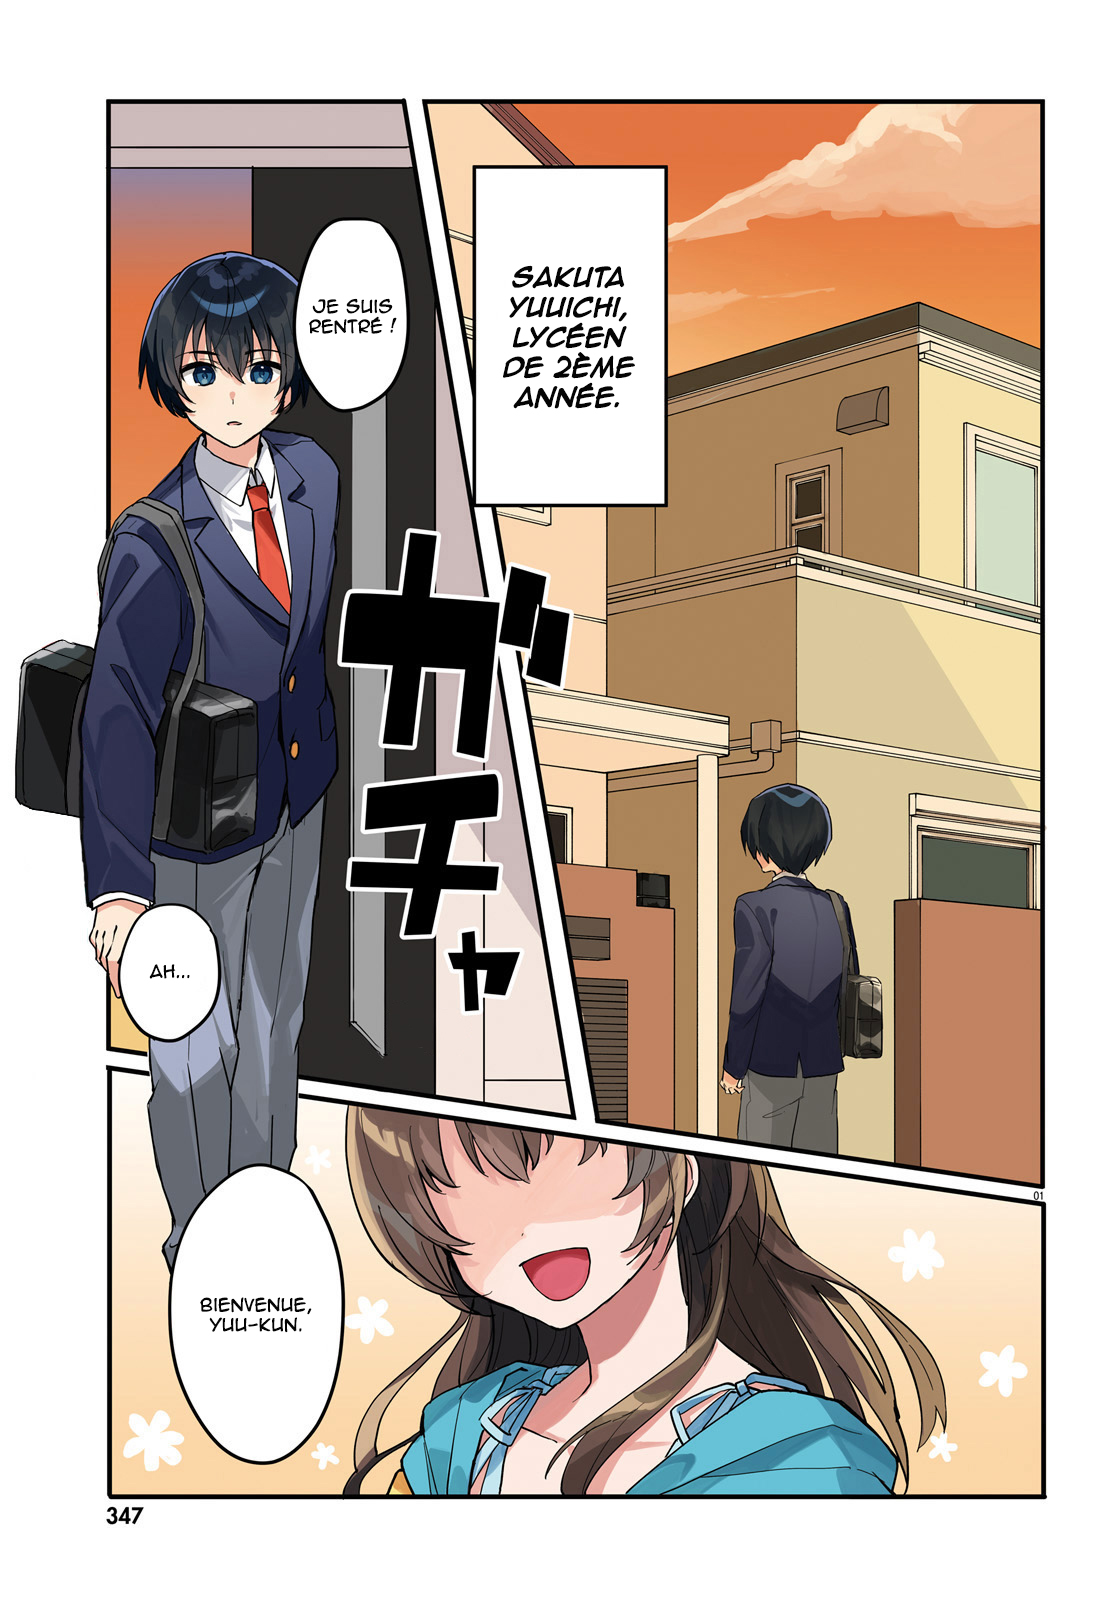 SAKUTA
YUUICHI,
LYCÉEN
DE 2ÈME
ANNÉE.
JE SUIS
RENTRÉ !
ガチャ
AH...
BIENVENUE,
YUU-KUN.
01
347